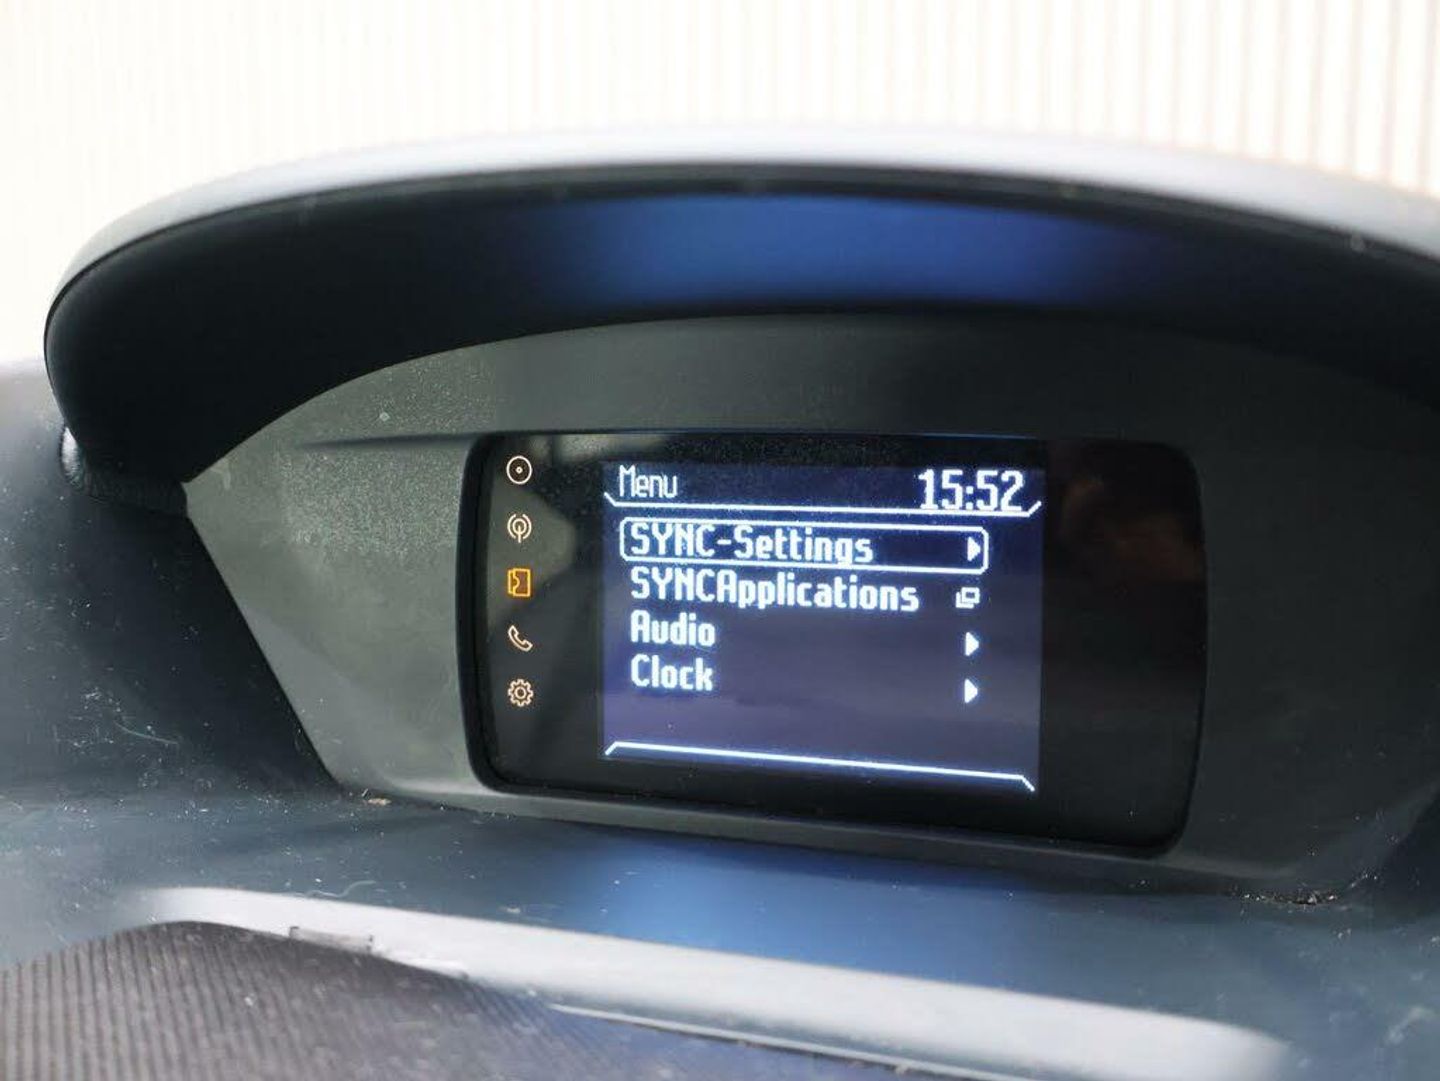 Menu 15:52
SYNC-Settings
SYNCApplications
Audio
Clock